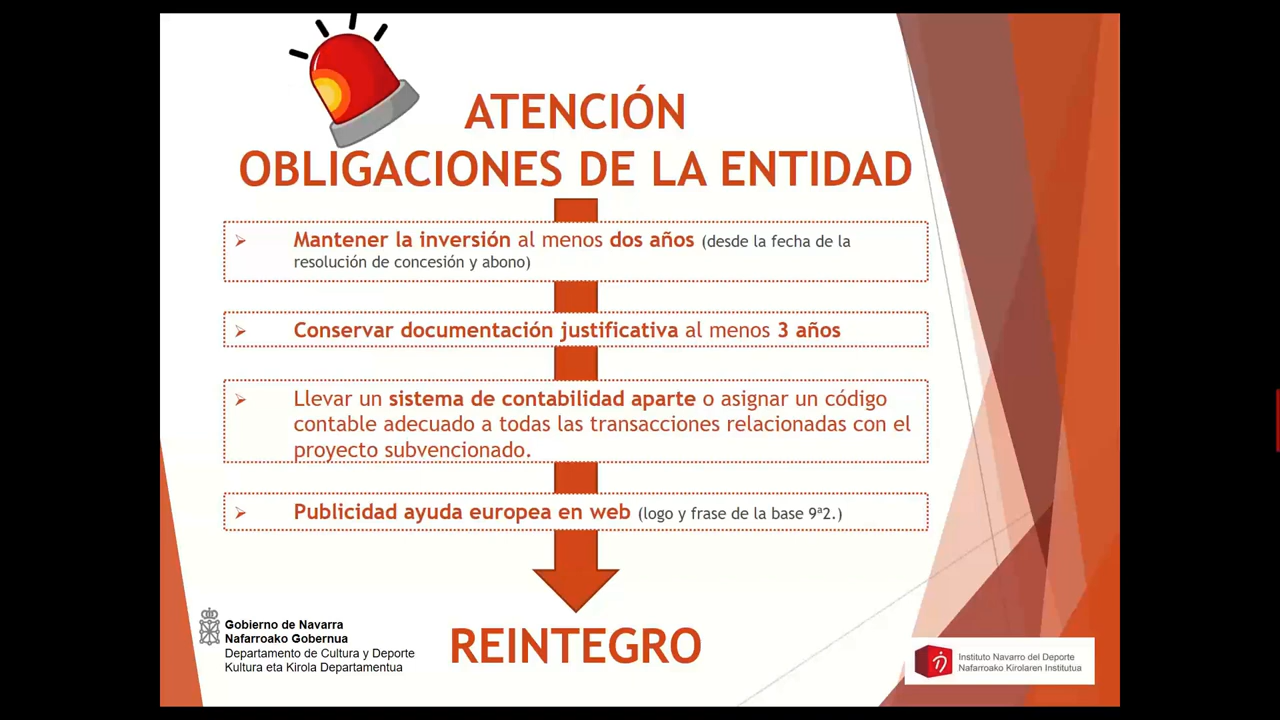 ATENCIÓN
OBLIGACIONES DE LA ENTIDAD
Mantener la inversión al menos dos años (desde la fecha de la
resolución de concesión y abono)
Conservar documentación justificativa al menos 3 años
Llevar un sistema de contabilidad aparte o asignar un código
contable adecuado a todas las transacciones relacionadas con el
proyecto subvencionado.
Publicidad ayuda europea en web (logo y frase de la base 9ª2.)
REINTEGRO
Gobierno de Navarra
Nafarroako Gobernua
Departamento de Cultura y Deporte
Kultura eta Kirola Departamentua
Instituto Navarro del Deporte
Nafarroako Kirolaren Institutua